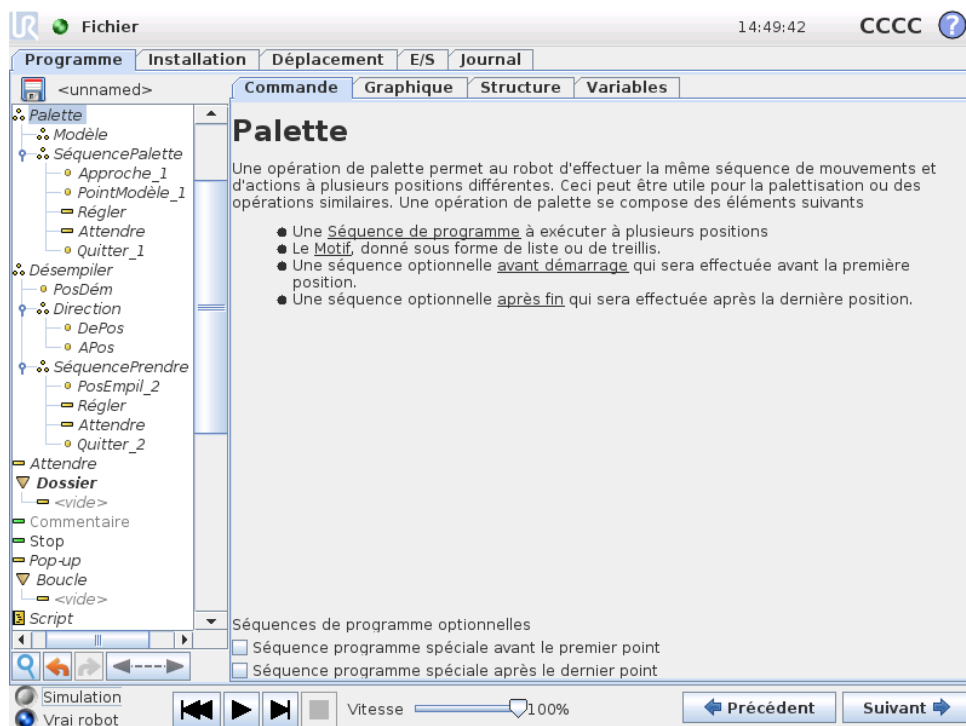 UR Fichier 14:49:42 CCCC ?
Programme Installation Déplacement E/S Journal
<unnamed>
Commande Graphique Structure Variables
Palette
Modèle
SéquencePalette
Approche_1
PointModèle_1
Régler
Attendre
Quitter_1
Désempiler
PosDém
Direction
DePos
APos
SéquencePrendre
PosEmpil_2
Régler
Attendre
Quitter_2
Attendre
Dossier
<vide>
Commentaire
Stop
Pop-up
Boucle
<vide>
Script
Palette
Une opération de palette permet au robot d'effectuer la même séquence de mouvements et
d'actions à plusieurs positions différentes. Ceci peut être utile pour la palettisation ou des
opérations similaires. Une opération de palette se compose des éléments suivants
● Une Séquence de programme à exécuter à plusieurs positions
● Le Motif, donné sous forme de liste ou de treillis.
● Une séquence optionnelle avant démarrage qui sera effectuée avant la première
position.
● Une séquence optionnelle après fin qui sera effectuée après la dernière position.
Séquences de programme optionnelles
Séquence programme spéciale avant le premier point
Séquence programme spéciale après le dernier point
Simulation
Vrai robot
Vitesse 100%
Précédent Suivant